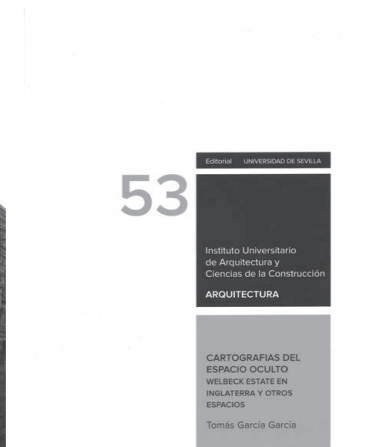 Editorial UNIVERSIDAD DE SEVILLA
53
Instituto Universitario
de Arquitectura y
Ciencias de la Construcción
ARQUITECTURA
CARTOGRAFIAS DEL
ESPACIO OCULTO
WELBECK ESTATE EN
INGLATERRA Y OTROS
ESPACIOS
Tomás García García